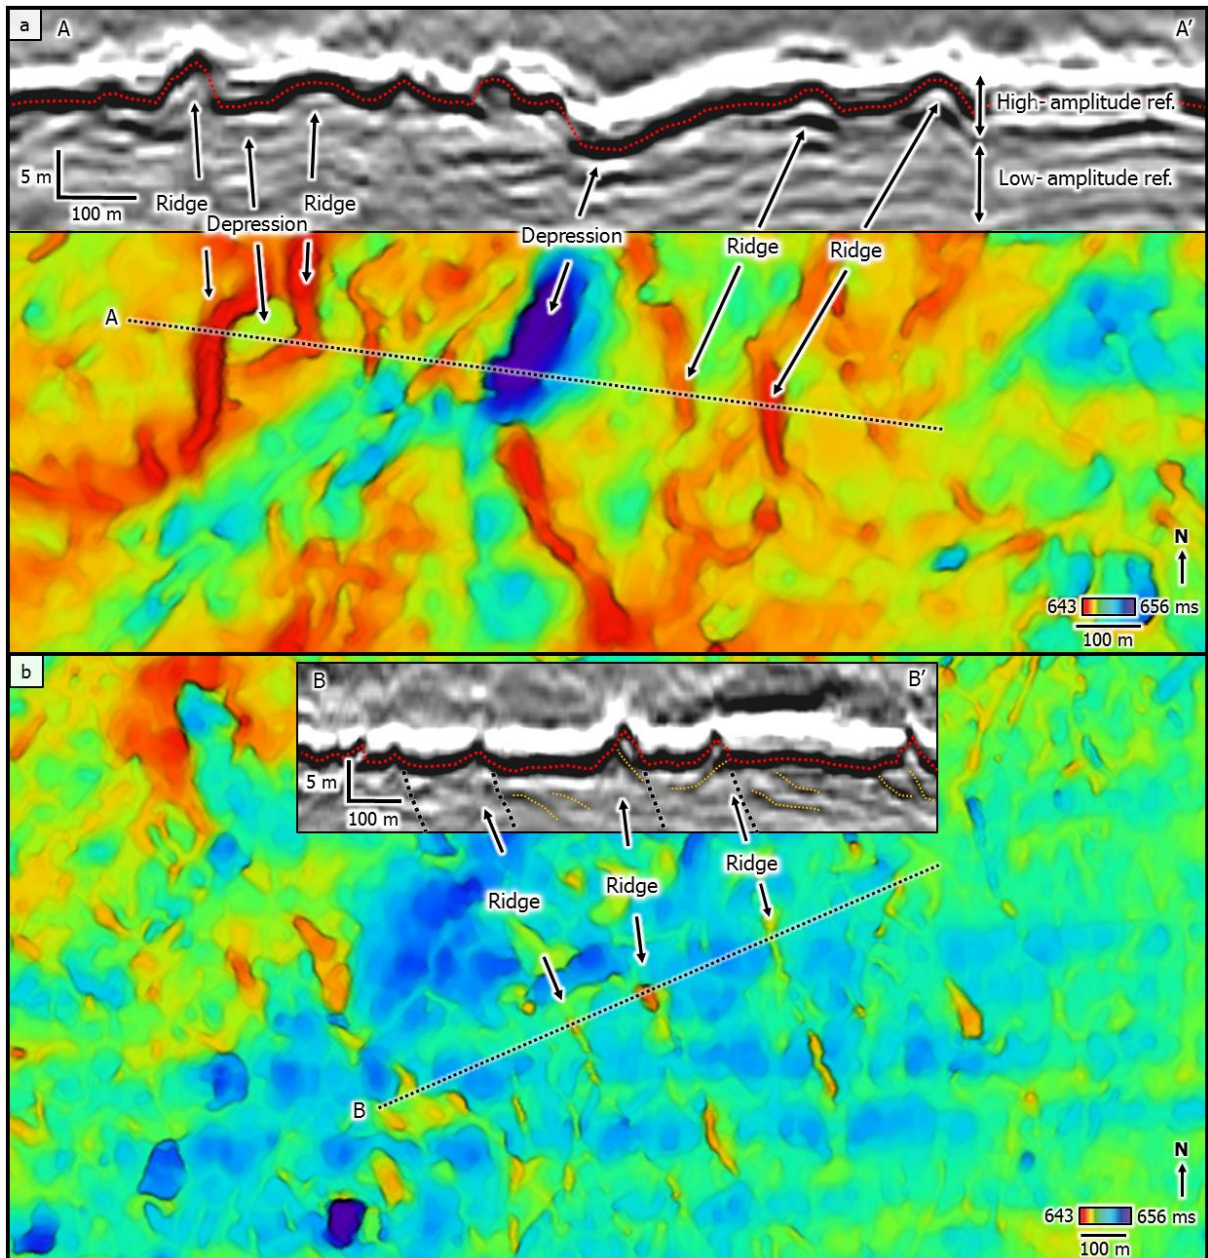 a
A
A′
High- amplitude ref.
Low- amplitude ref.
5 m
100 m
Ridge
Ridge
Depression
Depression
Ridge
Ridge
A
N
643 656 ms
100 m
b
B
B′
5 m
100 m
Ridge
Ridge
Ridge
B
N
643 656 ms
100 m